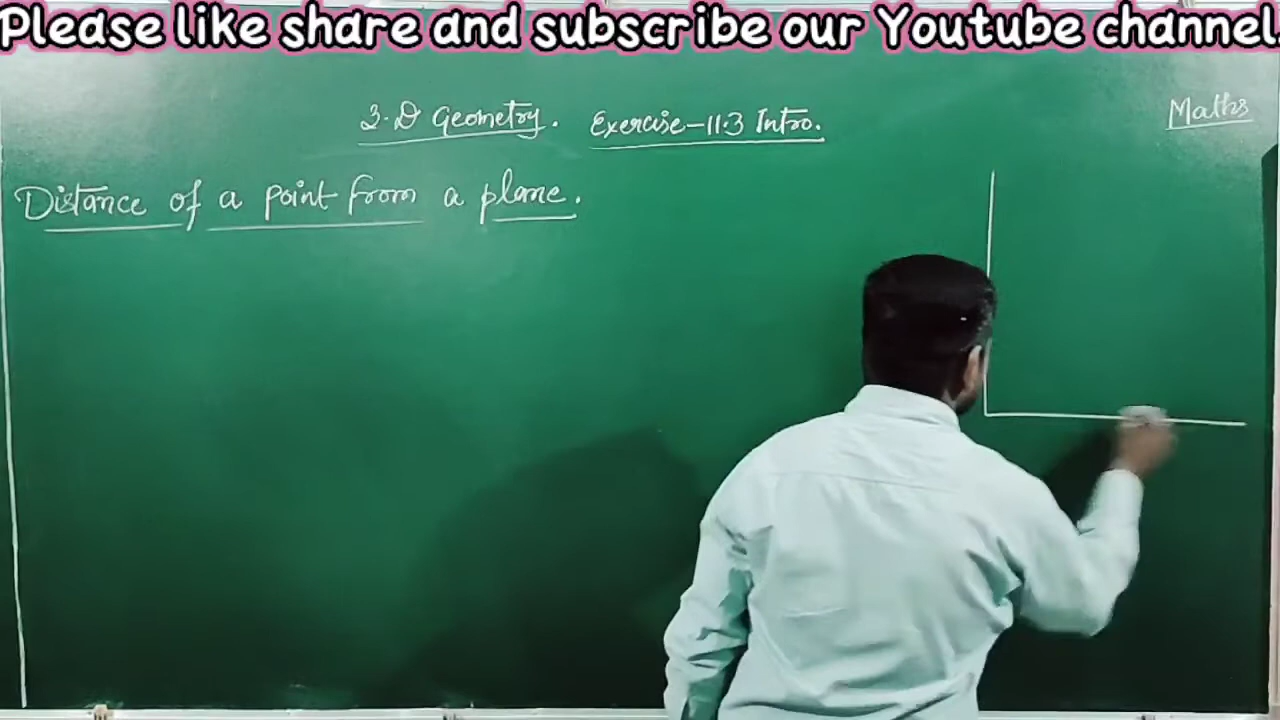 Please like share and subscribe our Youtube channel.
3-D Geometry. Exercise-11.3 Intro.
Maths
Distance of a point from a plane.